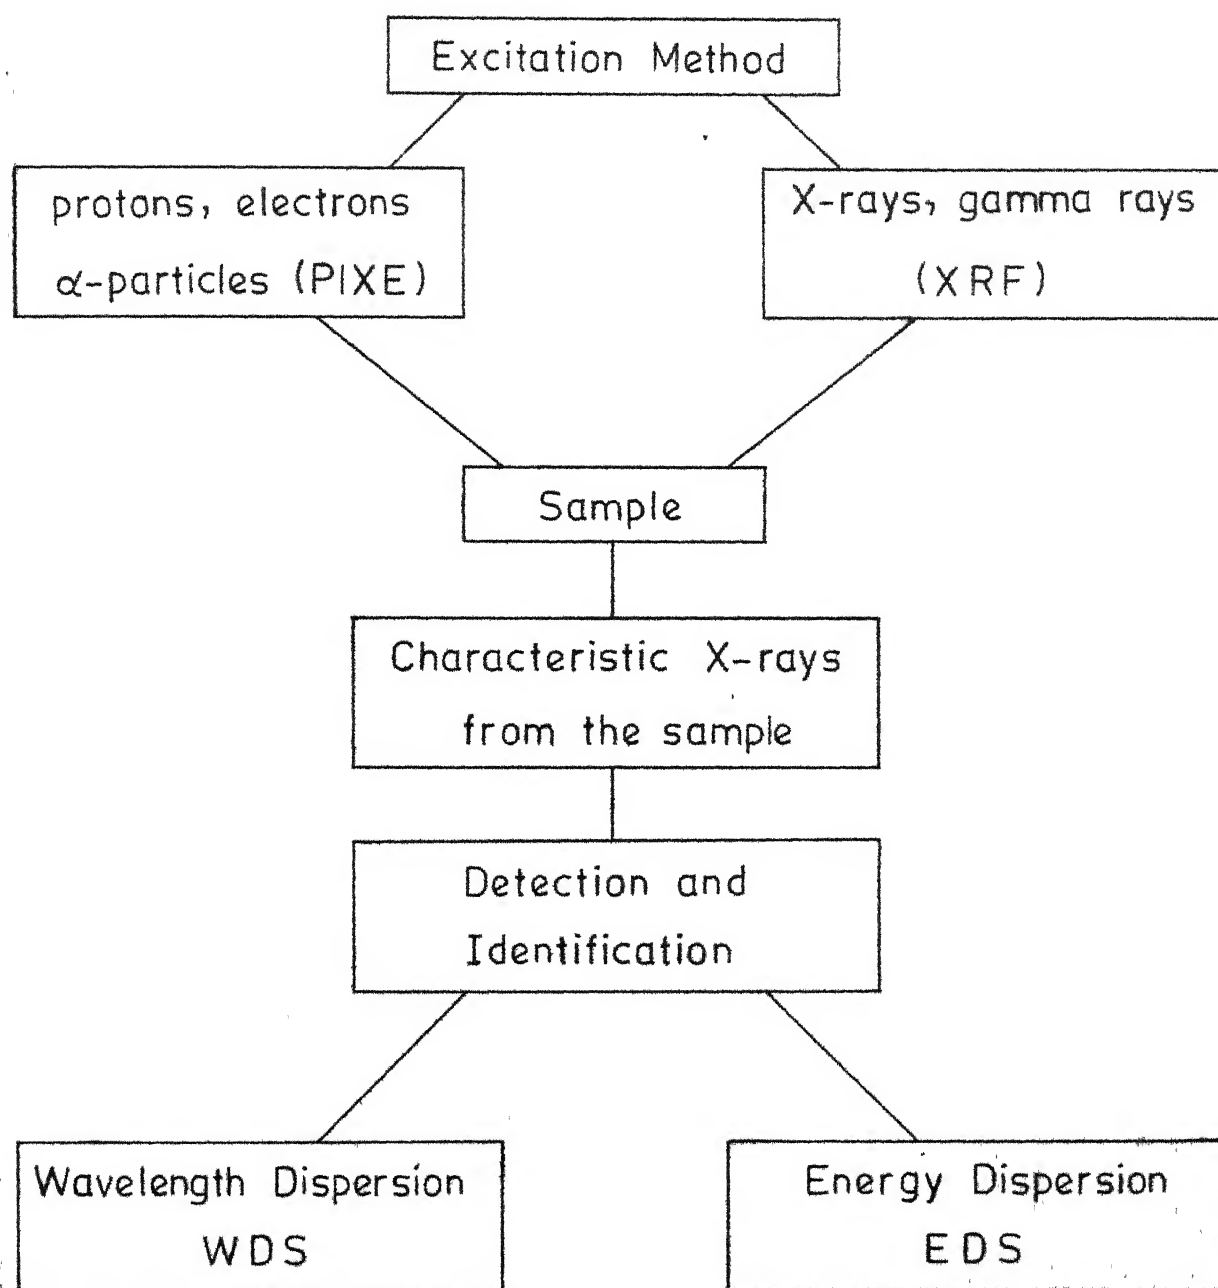 Excitation Method
protons, electrons
α-particles (PIXE)
X-rays, gamma rays
(XRF)
Sample
Characteristic X-rays
from the sample
Detection and
Identification
Wavelength Dispersion
WDS
Energy Dispersion
EDS